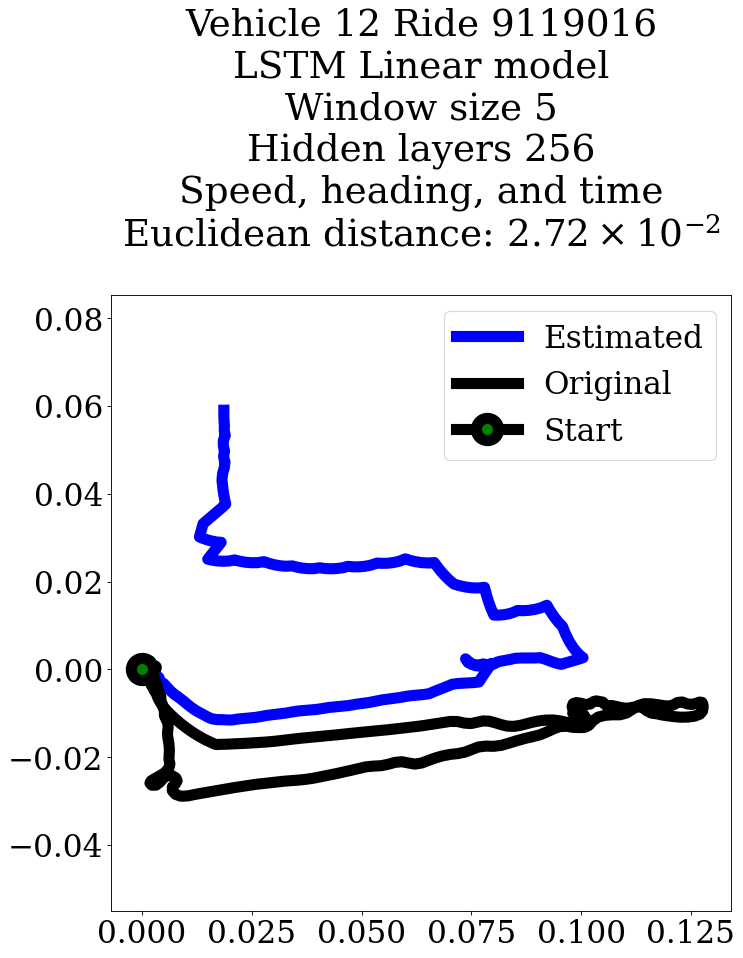 Vehicle 12 Ride 9119016
LSTM Linear model
Window size 5
Hidden layers 256
Speed, heading, and time
Euclidean distance: 2.72 × 10⁻²
Estimated
Original
Start
0.08
0.06
0.04
0.02
0.00
−0.02
−0.04
0.000 0.025 0.050 0.075 0.100 0.125